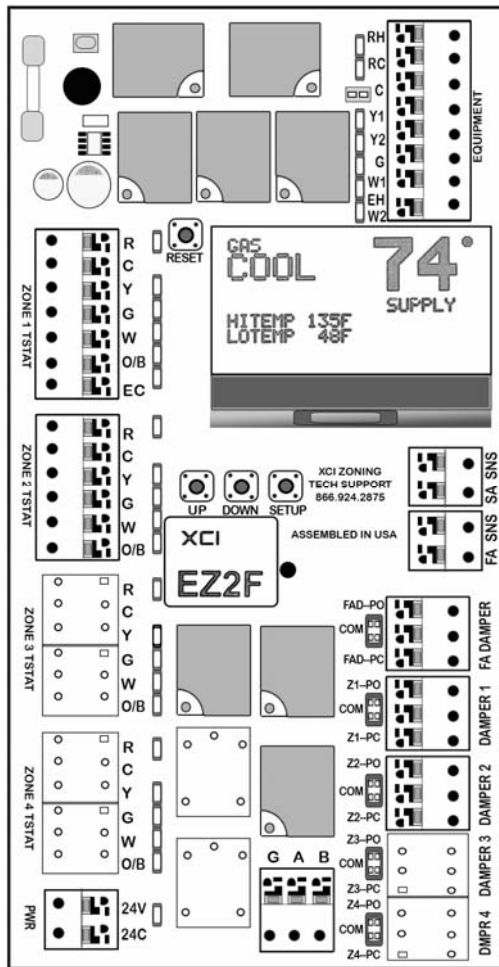 RH
RC
C
Y1
Y2
G
W1
EH
W2
EQUIPMENT
RESET
GAS
COOL
74°
SUPPLY
HITEMP 135F
LOTEMP 48F
ZONE 1 TSTAT
R
C
Y
G
W
O/B
EC
ZONE 2 TSTAT
R
C
Y
G
W
O/B
UP
DOWN
SETUP
XCI ZONING
TECH SUPPORT
866.924.2875
ASSEMBLED IN USA
SA SNS
FA SNS
XCI
EZ2F
ZONE 3 TSTAT
R
C
Y
G
W
O/B
ZONE 4 TSTAT
R
C
Y
G
W
O/B
PWR
24V
24C
G A B
FAD-PO
COM
FAD-PC
FA DAMPER
Z1-PO
COM
Z1-PC
DAMPER 1
Z2-PO
COM
Z2-PC
DAMPER 2
Z3-PO
COM
Z3-PC
DAMPER 3
Z4-PO
COM
Z4-PC
DMPR 4